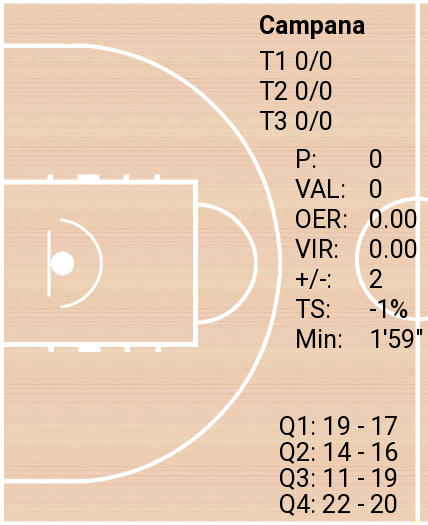 Campana
T1 0/0
T2 0/0
T3 0/0
P: 0
VAL: 0
OER: 0.00
VIR: 0.00
+/-: 2
TS: -1%
Min: 1'59"
Q1: 19 - 17
Q2: 14 - 16
Q3: 11 - 19
Q4: 22 - 20